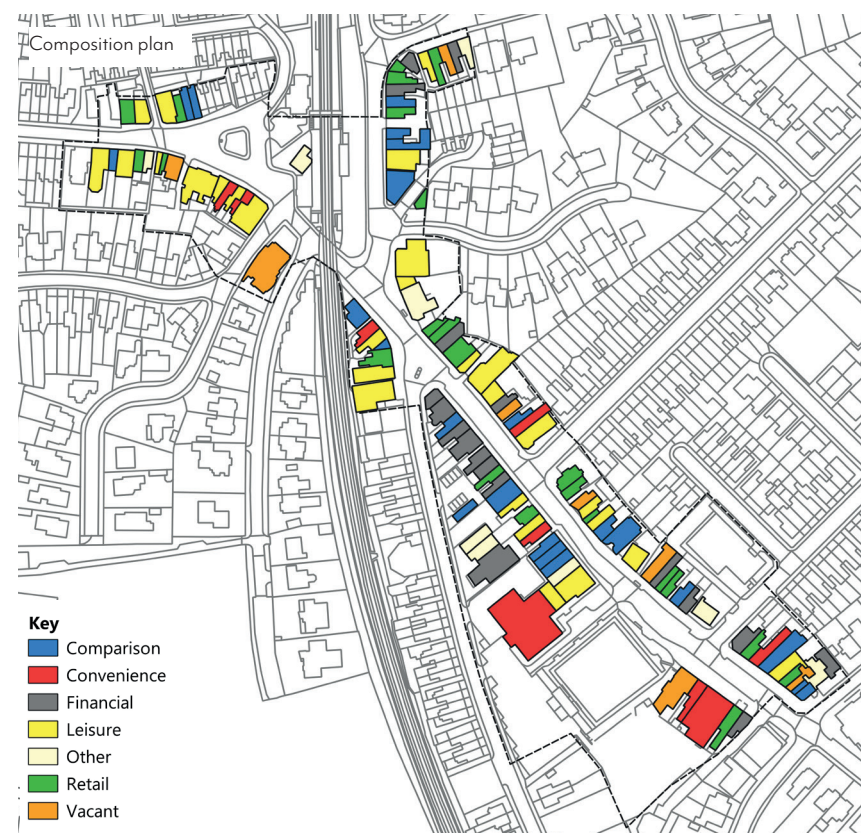 Composition plan
Key
Comparison
Convenience
Financial
Leisure
Other
Retail
Vacant